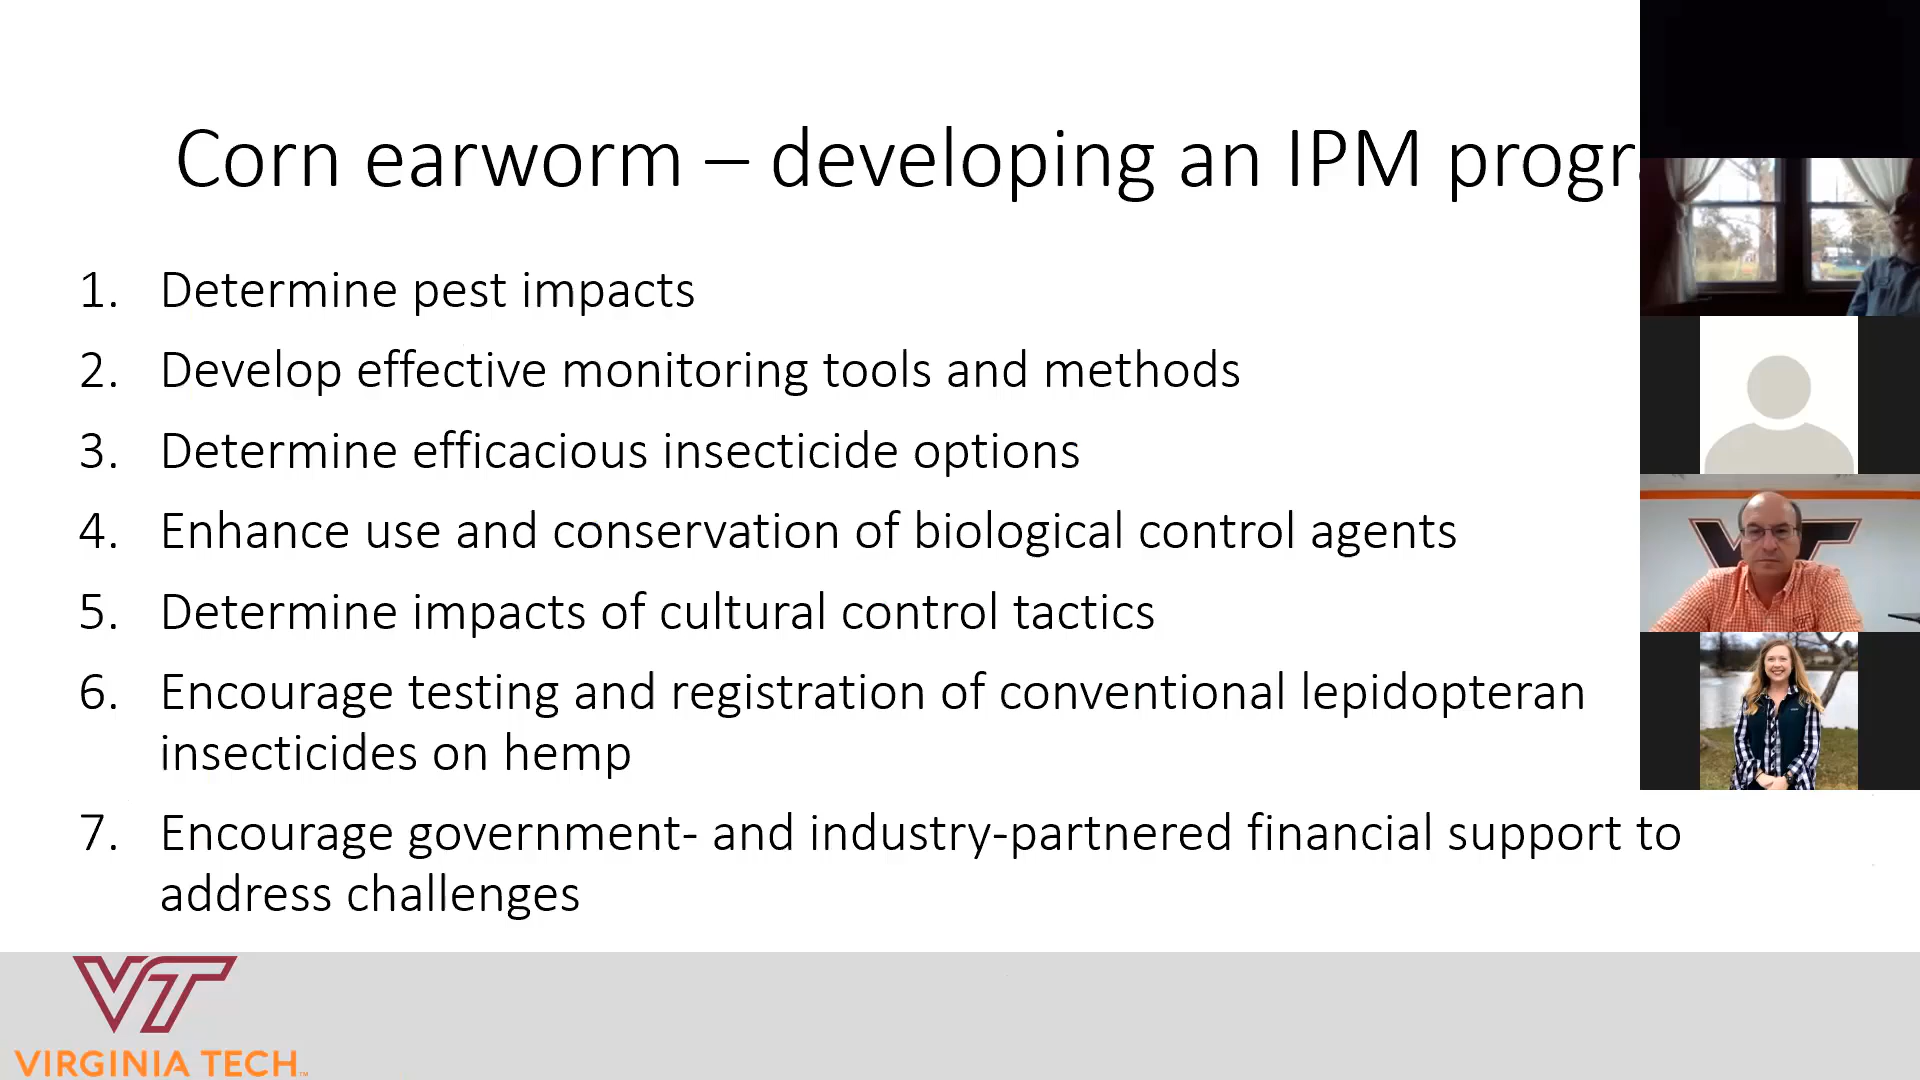 Corn earworm – developing an IPM progr
1. Determine pest impacts
2. Develop effective monitoring tools and methods
3. Determine efficacious insecticide options
4. Enhance use and conservation of biological control agents
5. Determine impacts of cultural control tactics
6. Encourage testing and registration of conventional lepidopteran
insecticides on hemp
7. Encourage government- and industry-partnered financial support to
address challenges
VT
VT
VIRGINIA TECH™